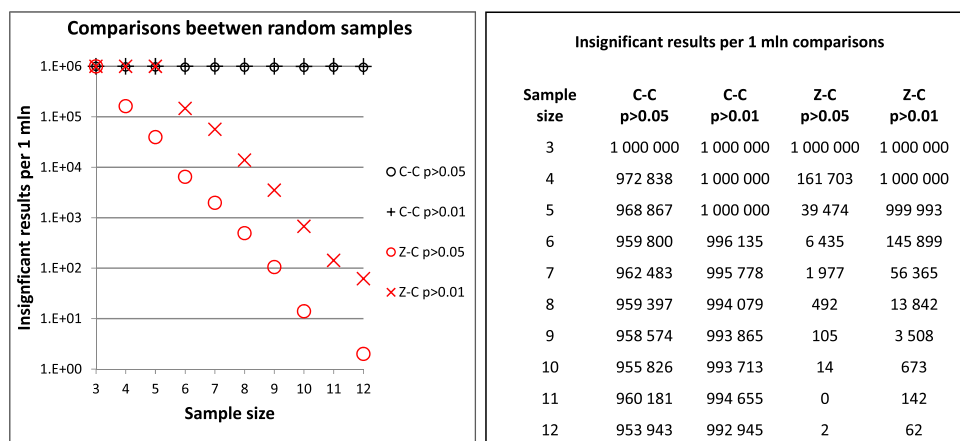 Comparisons beetwen random samples
Insignficant results per 1 mln
1.E+06
1.E+05
1.E+04
1.E+03
1.E+02
1.E+01
1.E+00
3 4 5 6 7 8 9 10 11 12
Sample size
C-C p>0.05
C-C p>0.01
Z-C p>0.05
Z-C p>0.01
Insignificant results per 1 mln comparisons
Sample size C-C p>0.05 C-C p>0.01 Z-C p>0.05 Z-C p>0.01
3 1 000 000 1 000 000 1 000 000 1 000 000
4 972 838 1 000 000 161 703 1 000 000
5 968 867 1 000 000 39 474 999 993
6 959 800 996 135 6 435 145 899
7 962 483 995 778 1 977 56 365
8 959 397 994 079 492 13 842
9 958 574 993 865 105 3 508
10 955 826 993 713 14 673
11 960 181 994 655 0 142
12 953 943 992 945 2 62